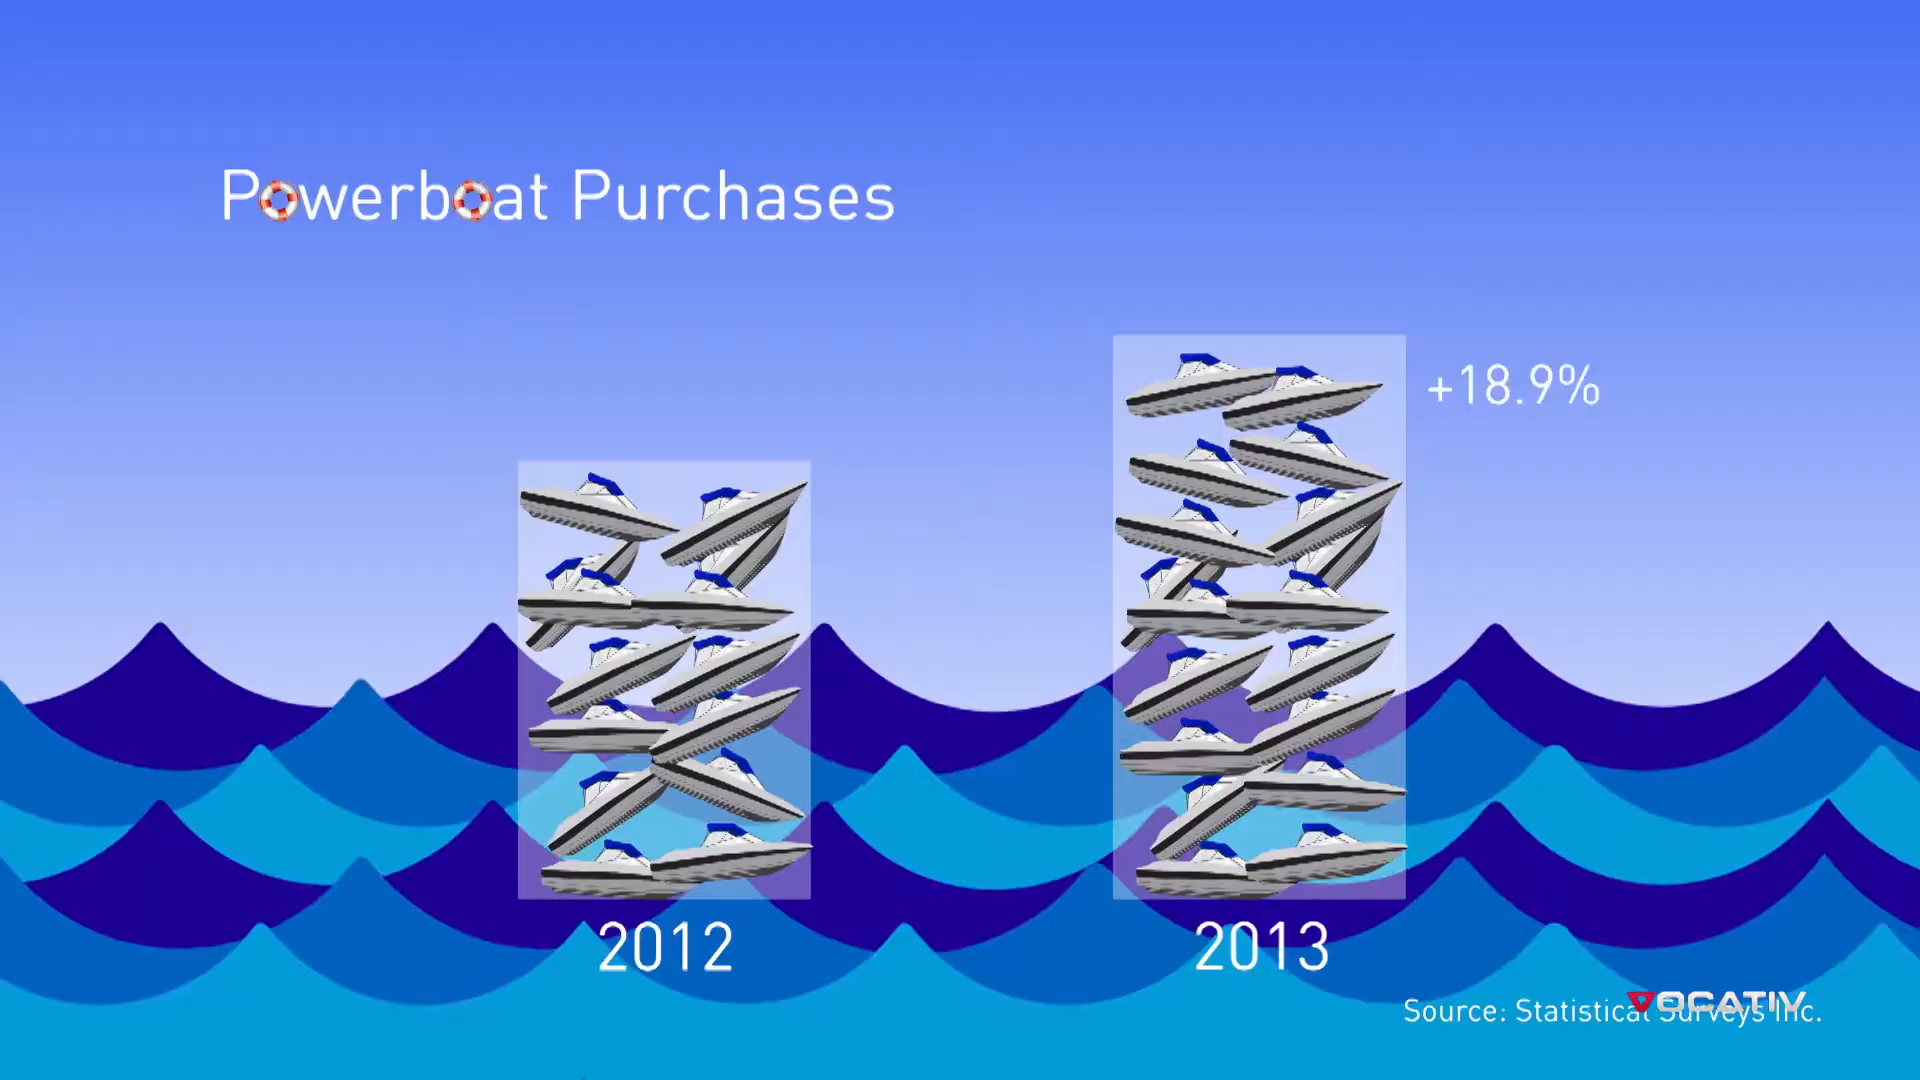 Powerboat Purchases
+18.9%
2012
2013
Source: Statistical Surveys Inc.
VOCATIV